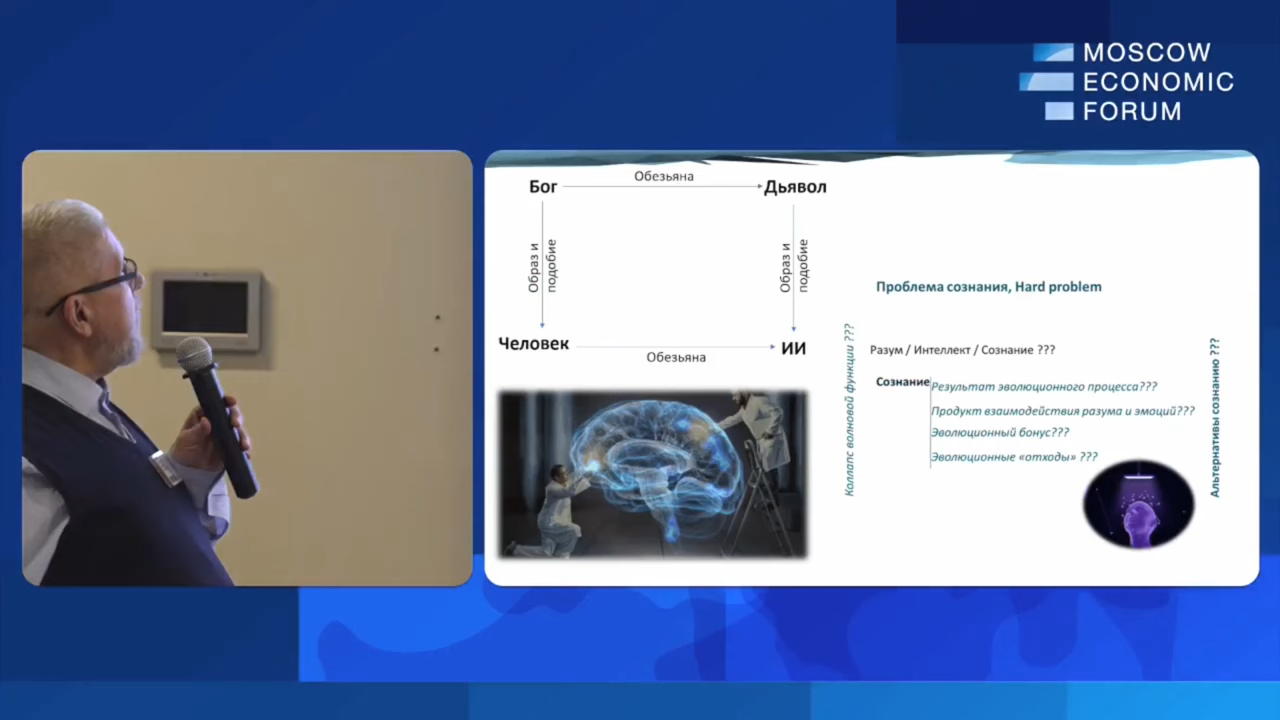 MOSCOW
ECONOMIC
FORUM
Обезьяна
Бог
Дьявол
Образ и
подобие
Образ и
подобие
Человек
ИИ
Обезьяна
Проблема сознания, Hard problem
Коллапс волновой функции ???
Разум / Интеллект / Сознание ???
Сознание
Результат эволюционного процесса???
Продукт взаимодействия разума и эмоций???
Эволюционный бонус???
Эволюционные «отходы» ???
Альтернативы сознанию ???